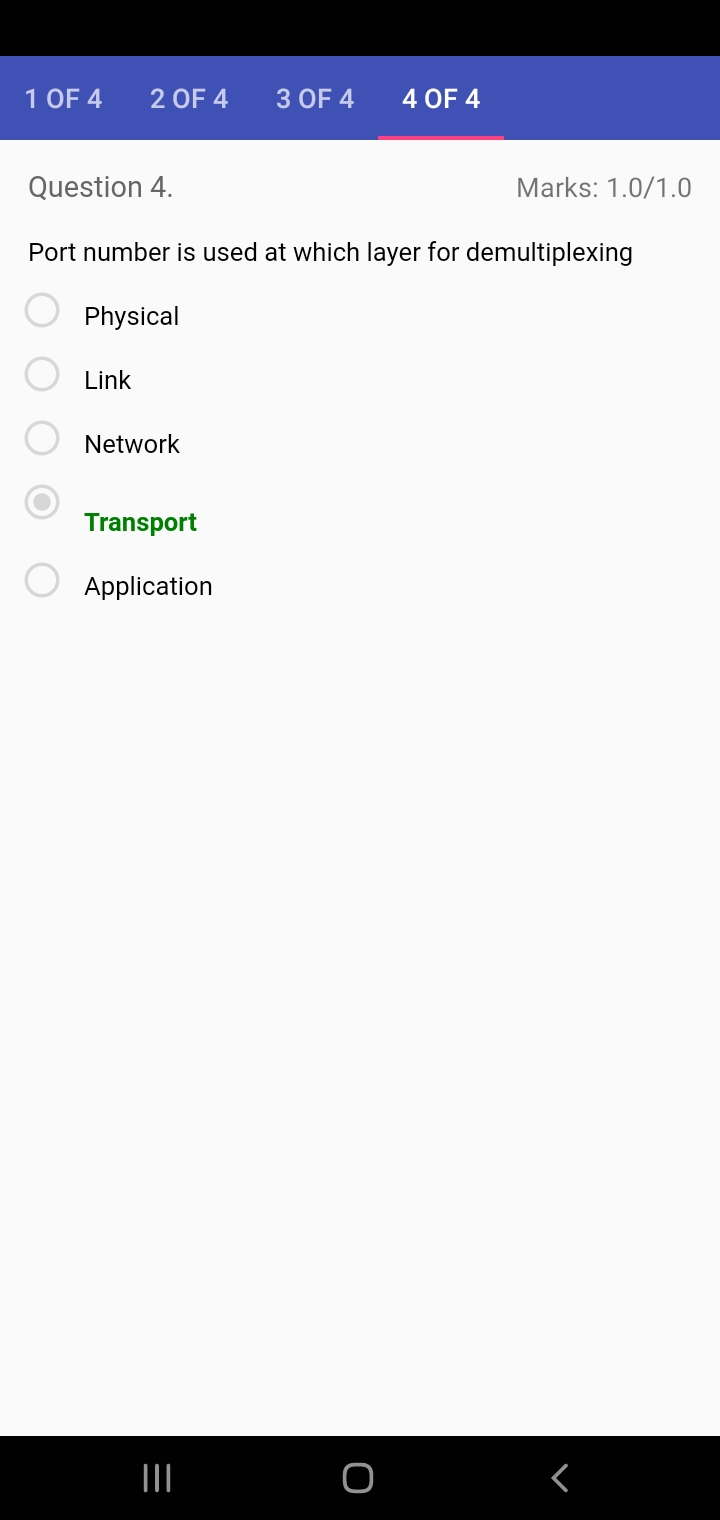 1 OF 4 2 OF 4 3 OF 4 4 OF 4
Question 4. Marks: 1.0/1.0
Port number is used at which layer for demultiplexing
Physical
Link
Network
Transport
Application